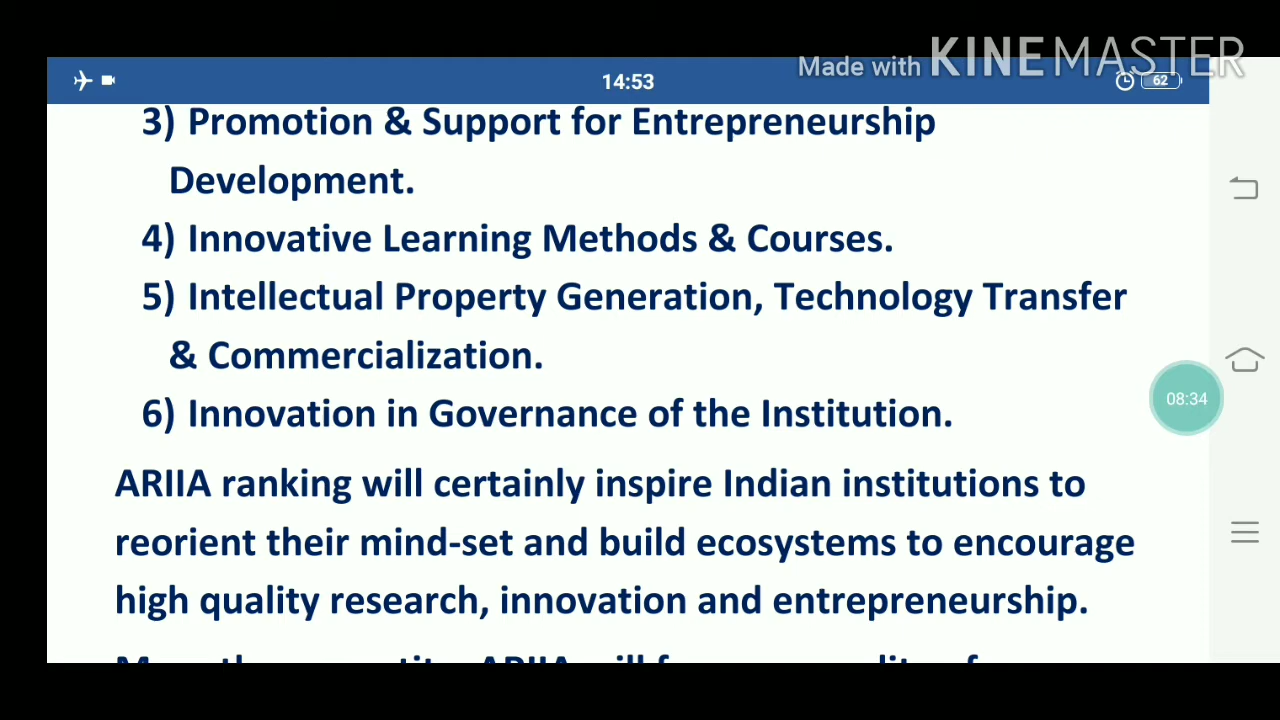 Made with KINEMASTER
14:53
62
3) Promotion & Support for Entrepreneurship
Development.
4) Innovative Learning Methods & Courses.
5) Intellectual Property Generation, Technology Transfer
& Commercialization.
08:34
6) Innovation in Governance of the Institution.
ARIIA ranking will certainly inspire Indian institutions to
reorient their mind-set and build ecosystems to encourage
high quality research, innovation and entrepreneurship.
ARIIA will